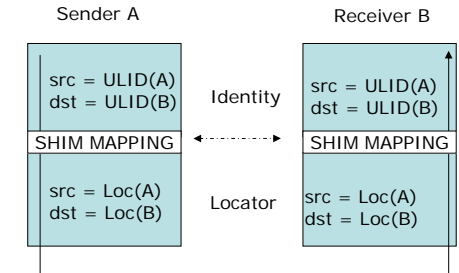 Sender A
Receiver B
src = ULID(A)
dst = ULID(B)
Identity
src = ULID(A)
dst = ULID(B)
SHIM MAPPING
SHIM MAPPING
src = Loc(A)
dst = Loc(B)
Locator
src = Loc(A)
dst = Loc(B)